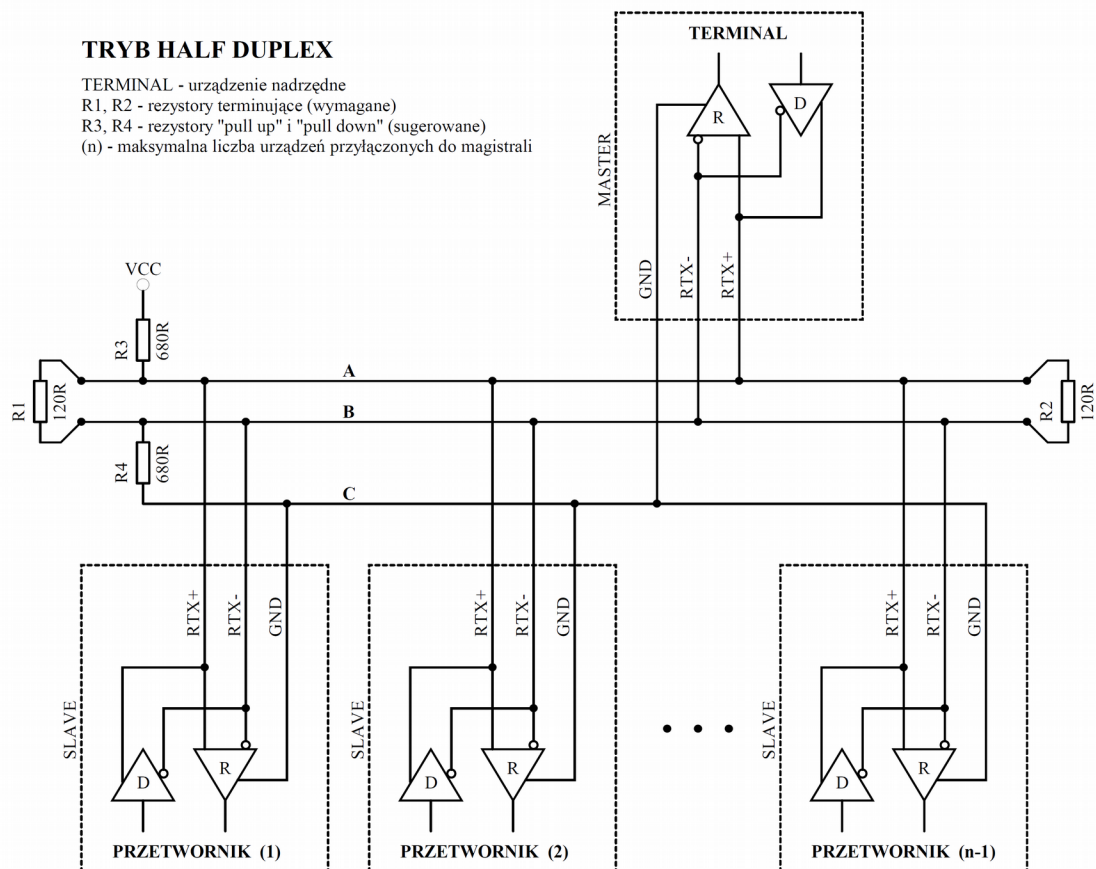 TRYB HALF DUPLEX
TERMINAL - urządzenie nadrzędne
R1, R2 - rezystory terminujące (wymagane)
R3, R4 - rezystory "pull up" i "pull down" (sugerowane)
(n) - maksymalna liczba urządzeń przyłączonych do magistrali
TERMINAL
R
D
MASTER
GND
RTX-
RTX+
VCC
R3
680R
A
R1
120R
B
R2
120R
R4
680R
C
SLAVE
RTX+
RTX-
GND
D
R
PRZETWORNIK (1)
SLAVE
RTX+
RTX-
GND
D
R
PRZETWORNIK (2)
SLAVE
RTX+
RTX-
GND
D
R
PRZETWORNIK (n-1)